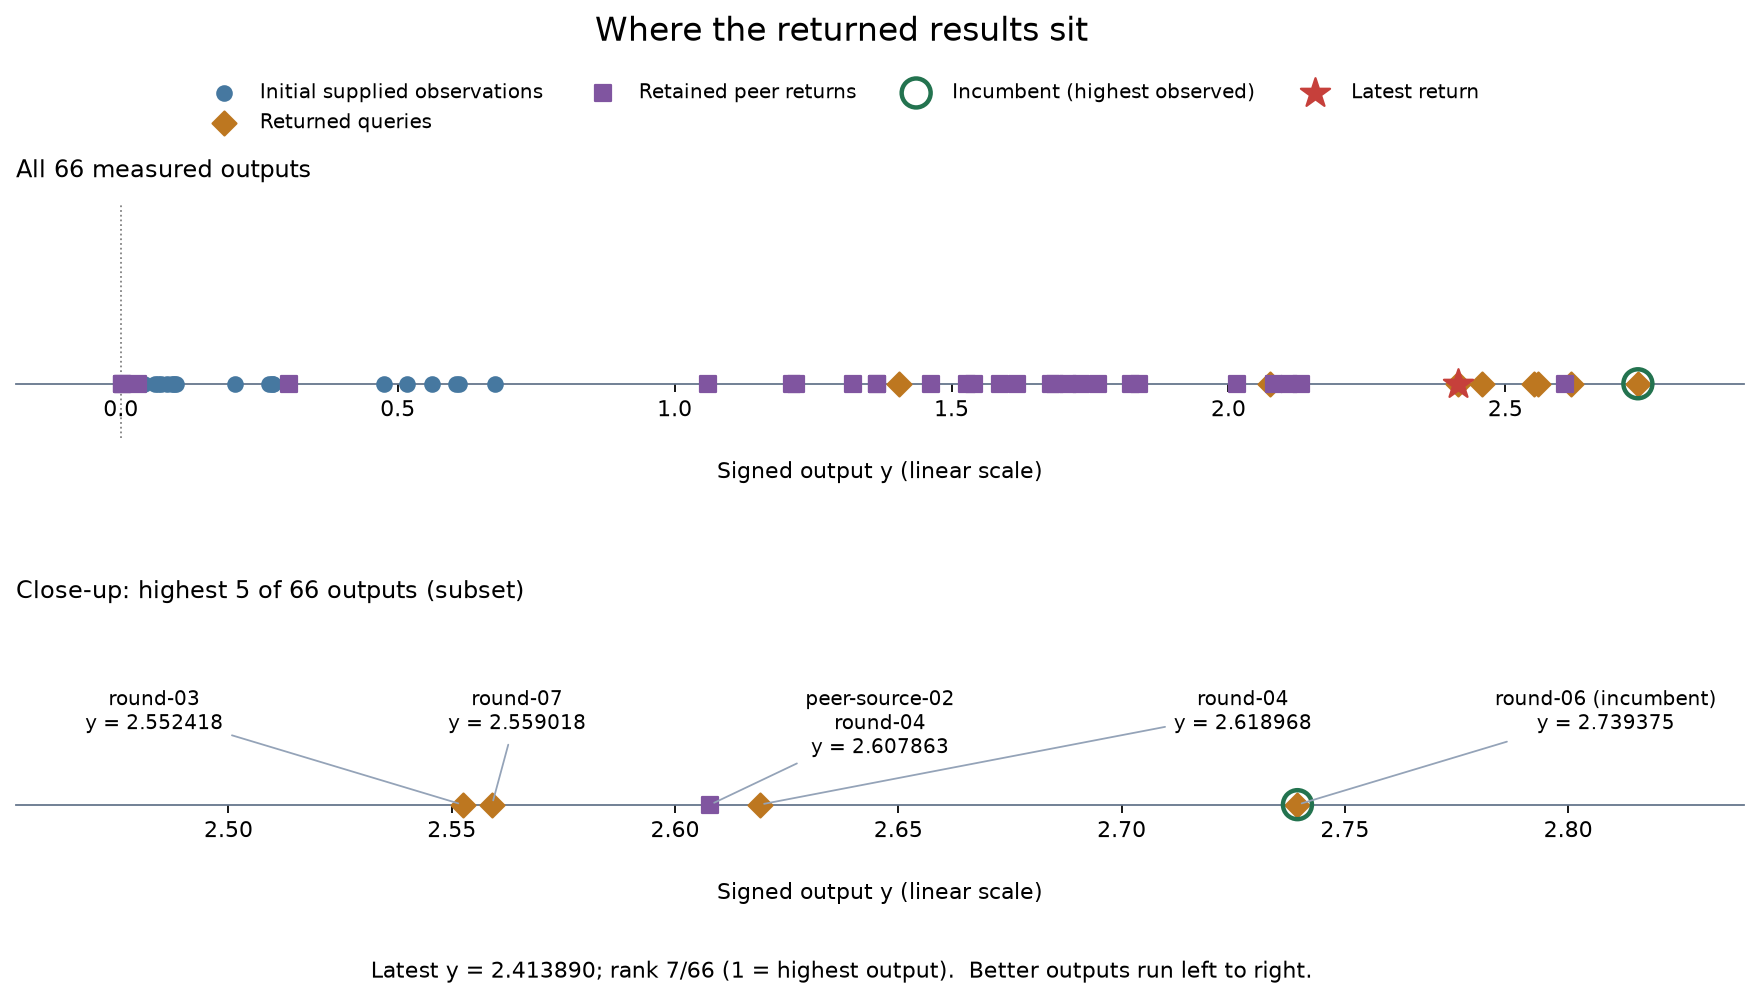 Where the returned results sit
Initial supplied observations
Returned queries
Retained peer returns
Incumbent (highest observed)
Latest return
All 66 measured outputs
0.0 0.5 1.0 1.5 2.0 2.5
Signed output y (linear scale)
Close-up: highest 5 of 66 outputs (subset)
round-03
y = 2.552418
round-07
y = 2.559018
peer-source-02
round-04
y = 2.607863
round-04
y = 2.618968
round-06 (incumbent)
y = 2.739375
2.50 2.55 2.60 2.65 2.70 2.75 2.80
Signed output y (linear scale)
Latest y = 2.413890; rank 7/66 (1 = highest output).  Better outputs run left to right.